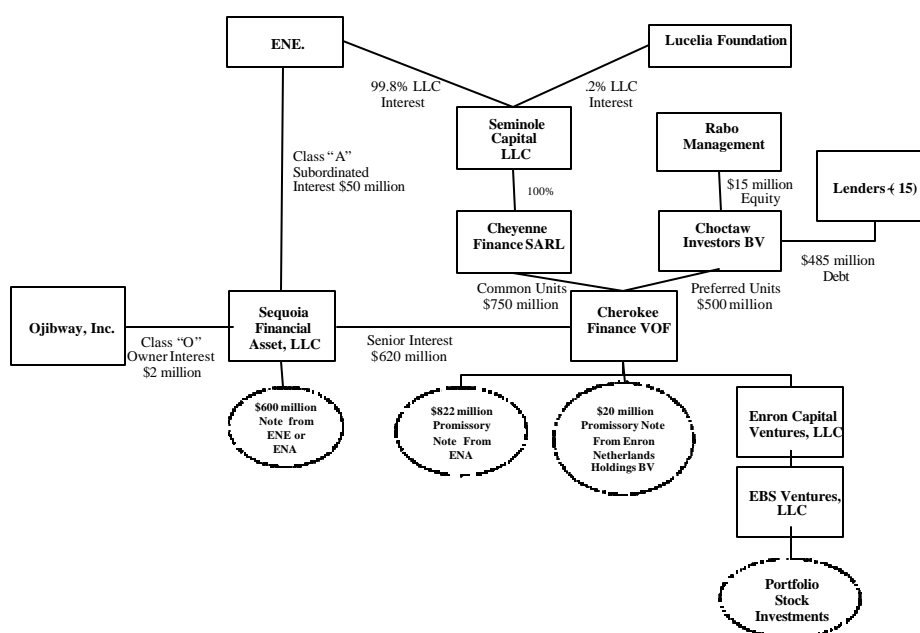 ENE.
Lucelia Foundation
99.8% LLC
Interest
.2% LLC
Interest
Seminole
Capital
LLC
Rabo
Management
Class “A”
Subordinated
Interest $50 million
100%
$15 million
Equity
Lenders (15)
Cheyenne
Finance SARL
Choctaw
Investors BV
$485 million
Debt
Common Units
$750 million
Preferred Units
$500 million
Ojibway, Inc.
Class “O”
Owner Interest
$2 million
Sequoia
Financial
Asset, LLC
Senior Interest
$620 million
Cherokee
Finance VOF
$600 million
Note from
ENE or
ENA
$822 million
Promissory
Note From
ENA
$20 million
Promissory Note
From Enron
Netherlands
Holdings BV
Enron Capital
Ventures, LLC
EBS Ventures,
LLC
Portfolio
Stock
Investments